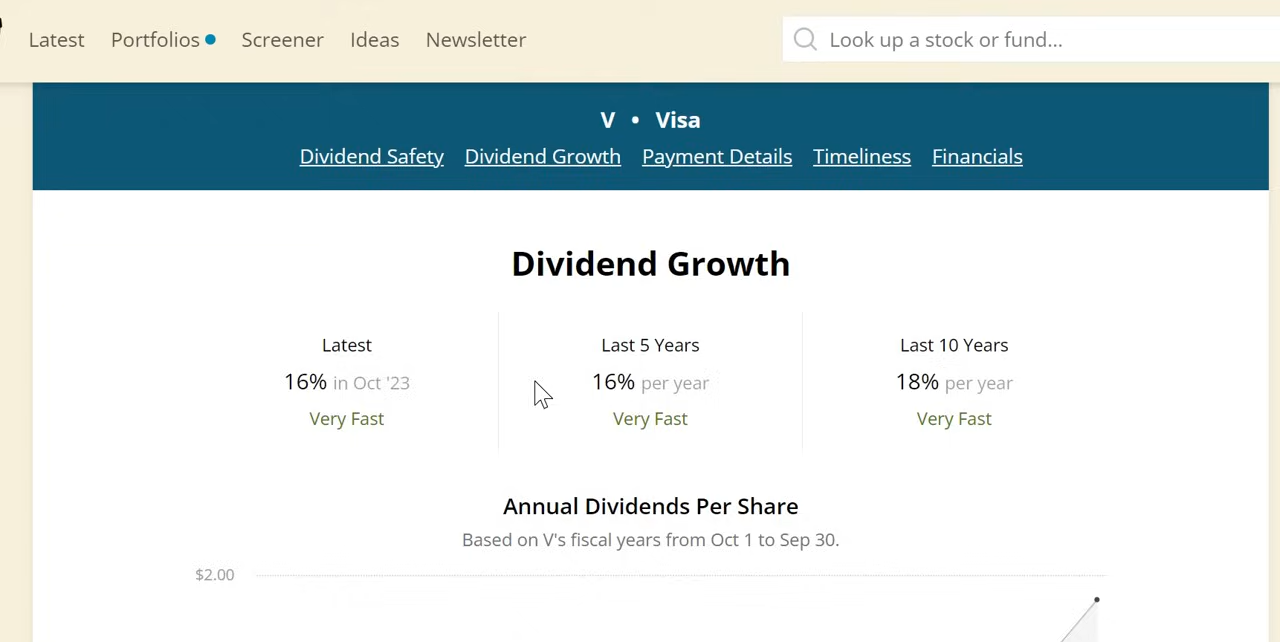 Latest Portfolios Screener Ideas Newsletter Look up a stock or fund...
V • Visa
Dividend Safety Dividend Growth Payment Details Timeliness Financials
Dividend Growth
Latest Last 5 Years Last 10 Years
16% in Oct '23 16% per year 18% per year
Very Fast Very Fast Very Fast
Annual Dividends Per Share
Based on V's fiscal years from Oct 1 to Sep 30.
$2.00